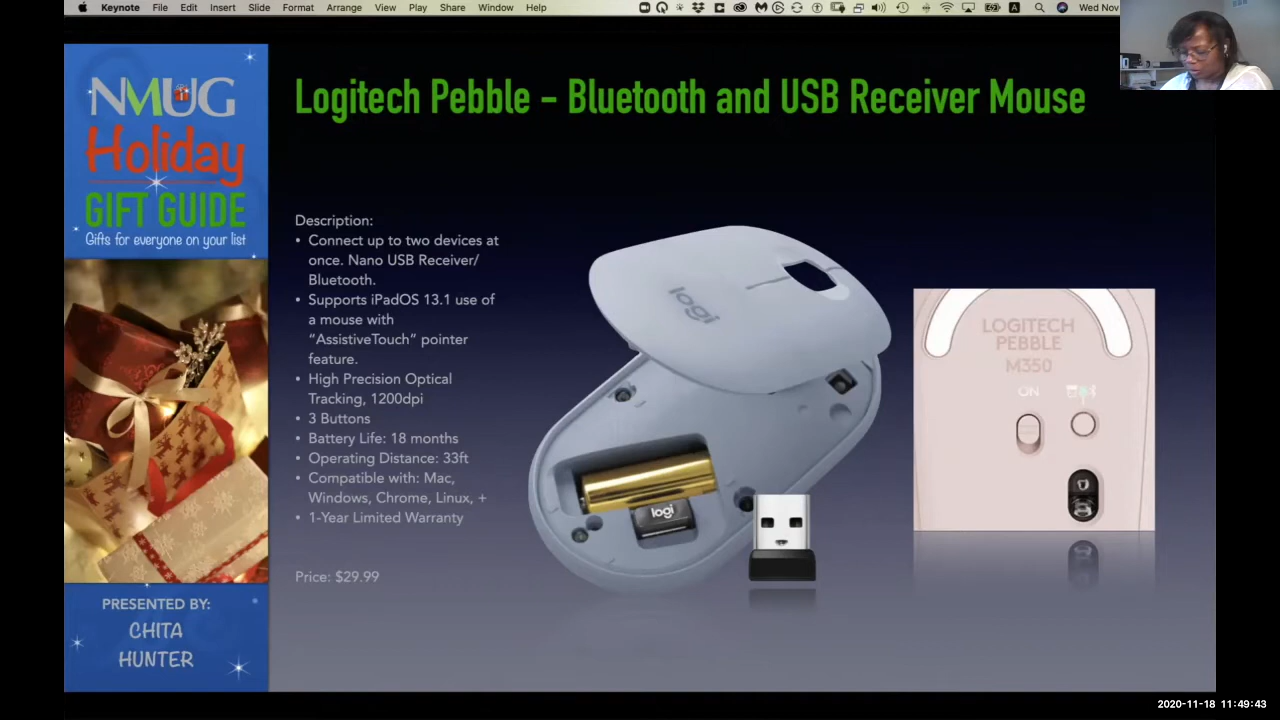 Keynote File Edit Insert Slide Format Arrange View Play Share Window Help Wed Nov
NMUG
Holiday
GIFT GUIDE
Gifts for everyone on your list
Logitech Pebble – Bluetooth and USB Receiver Mouse
Description:
• Connect up to two devices at
once. Nano USB Receiver/
Bluetooth.
• Supports iPadOS 13.1 use of
a mouse with
“AssistiveTouch” pointer
feature.
• High Precision Optical
Tracking, 1200dpi
• 3 Buttons
• Battery Life: 18 months
• Operating Distance: 33ft
• Compatible with: Mac,
Windows, Chrome, Linux, +
• 1-Year Limited Warranty
Price: $29.99
logi
logi
LOGITECH
PEBBLE
M350
ON
PRESENTED BY:
CHITA
HUNTER
2020-11-18 11:49:43